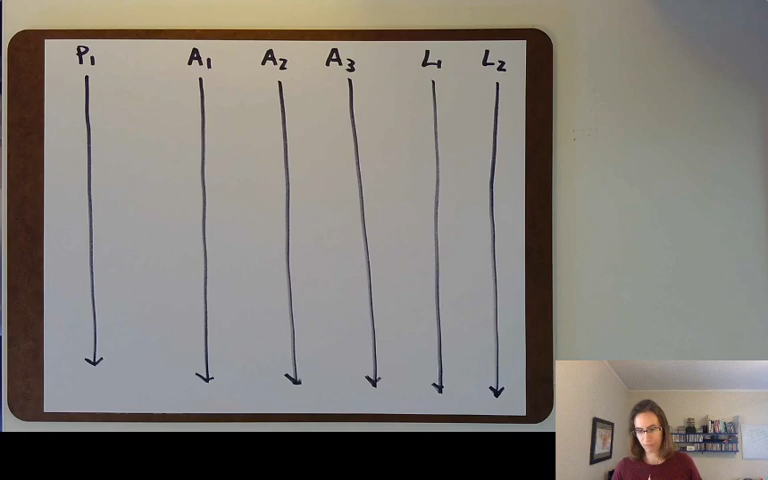 P₁ A₁ A₂ A₃ L₁ L₂